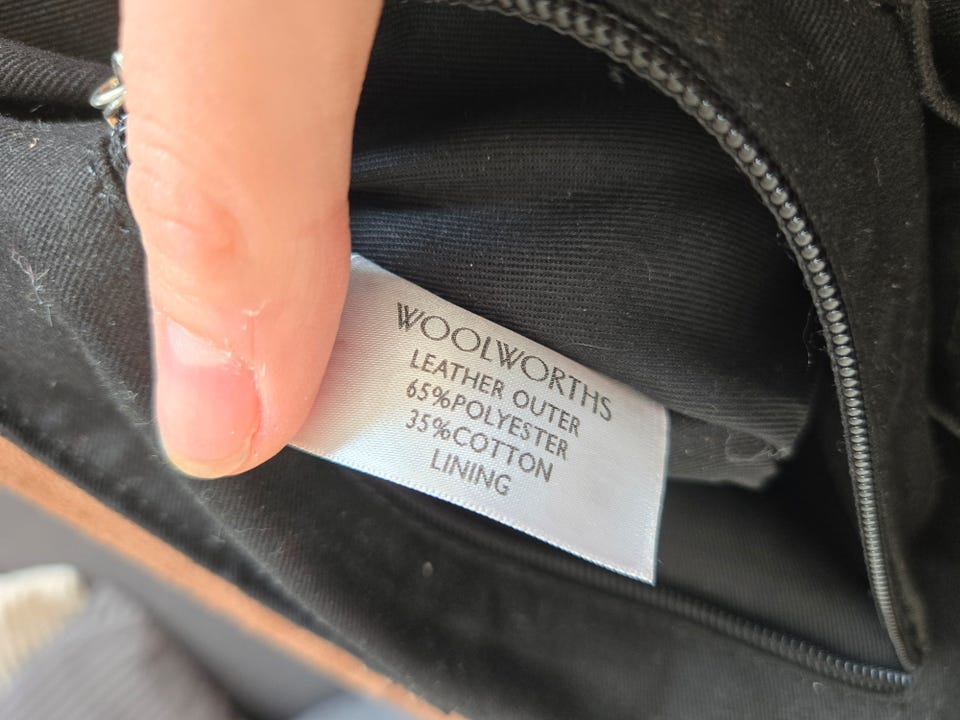 WOOLWORTHS
LEATHER OUTER
65%POLYESTER
35%COTTON
LINING